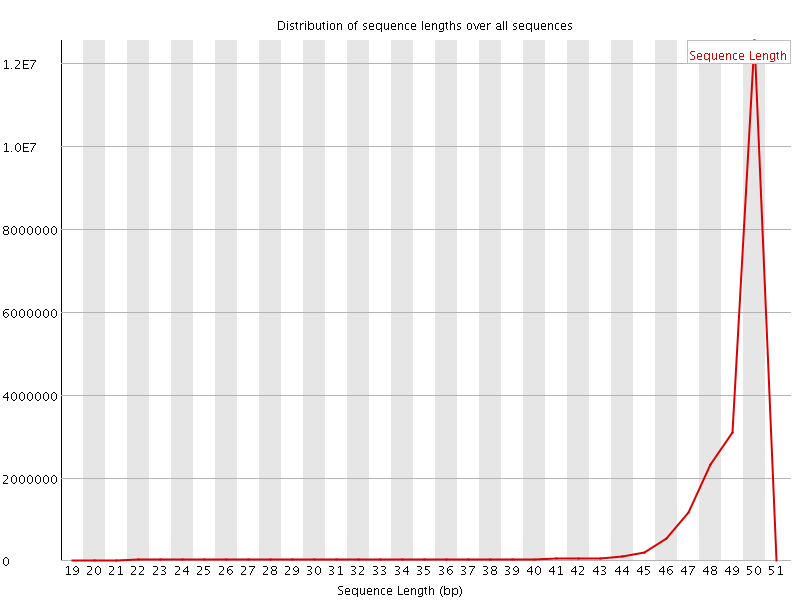 Distribution of sequence lengths over all sequences
Sequence Length
1.2E7
1.0E7
8000000
6000000
4000000
2000000
0
19 20 21 22 23 24 25 26 27 28 29 30 31 32 33 34 35 36 37 38 39 40 41 42 43 44 45 46 47 48 49 50 51
Sequence Length (bp)